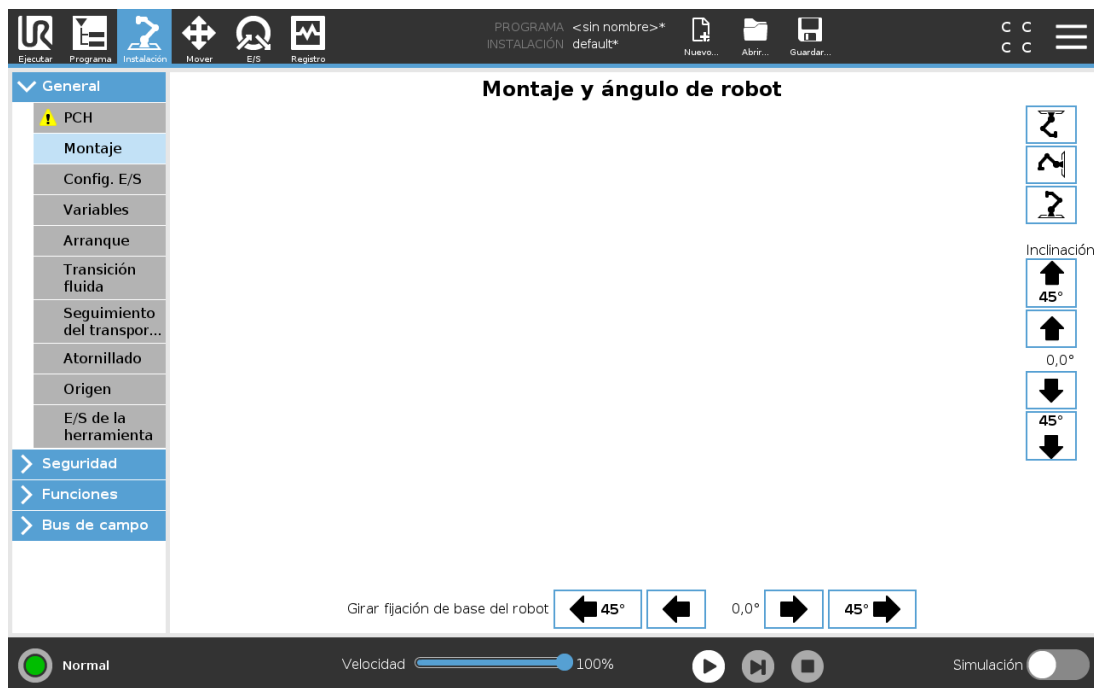 PROGRAMA <sin nombre>*
INSTALACIÓN default*
UR
Ejecutar
Programa
Instalación
Mover
E/S
Registro
Nuevo...
Abrir...
Guardar...
C C
C C
General
PCH
Montaje
Config. E/S
Variables
Arranque
Transición
fluida
Seguimiento
del transpor...
Atornillado
Origen
E/S de la
herramienta
Seguridad
Funciones
Bus de campo
Montaje y ángulo de robot
Inclinación
45°
0,0°
45°
Girar fijación de base del robot
45°
0,0°
45°
Normal
Velocidad
100%
Simulación